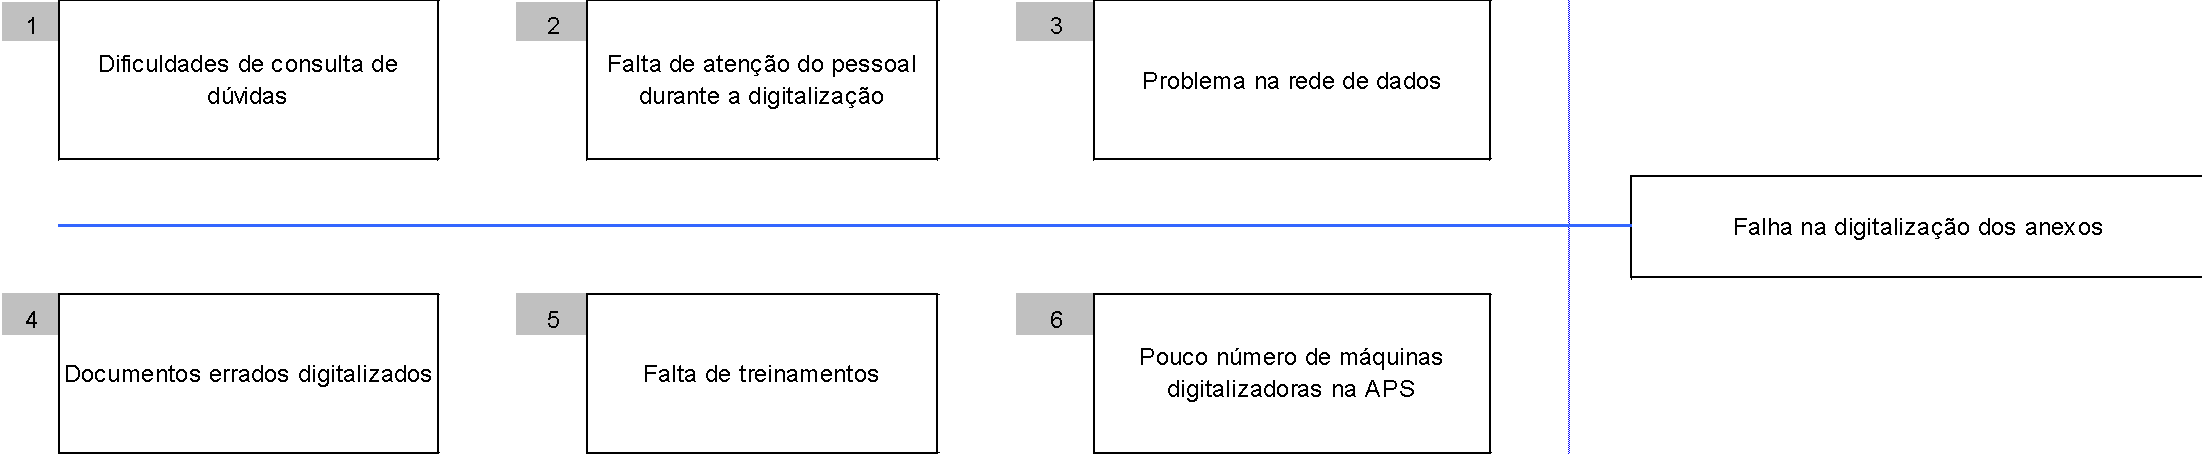 1
Dificuldades de consulta de
dúvidas
2
Falta de atenção do pessoal
durante a digitalização
3
Problema na rede de dados
Falha na digitalização dos anexos
4
Documentos errados digitalizados
5
Falta de treinamentos
6
Pouco número de máquinas
digitalizadoras na APS